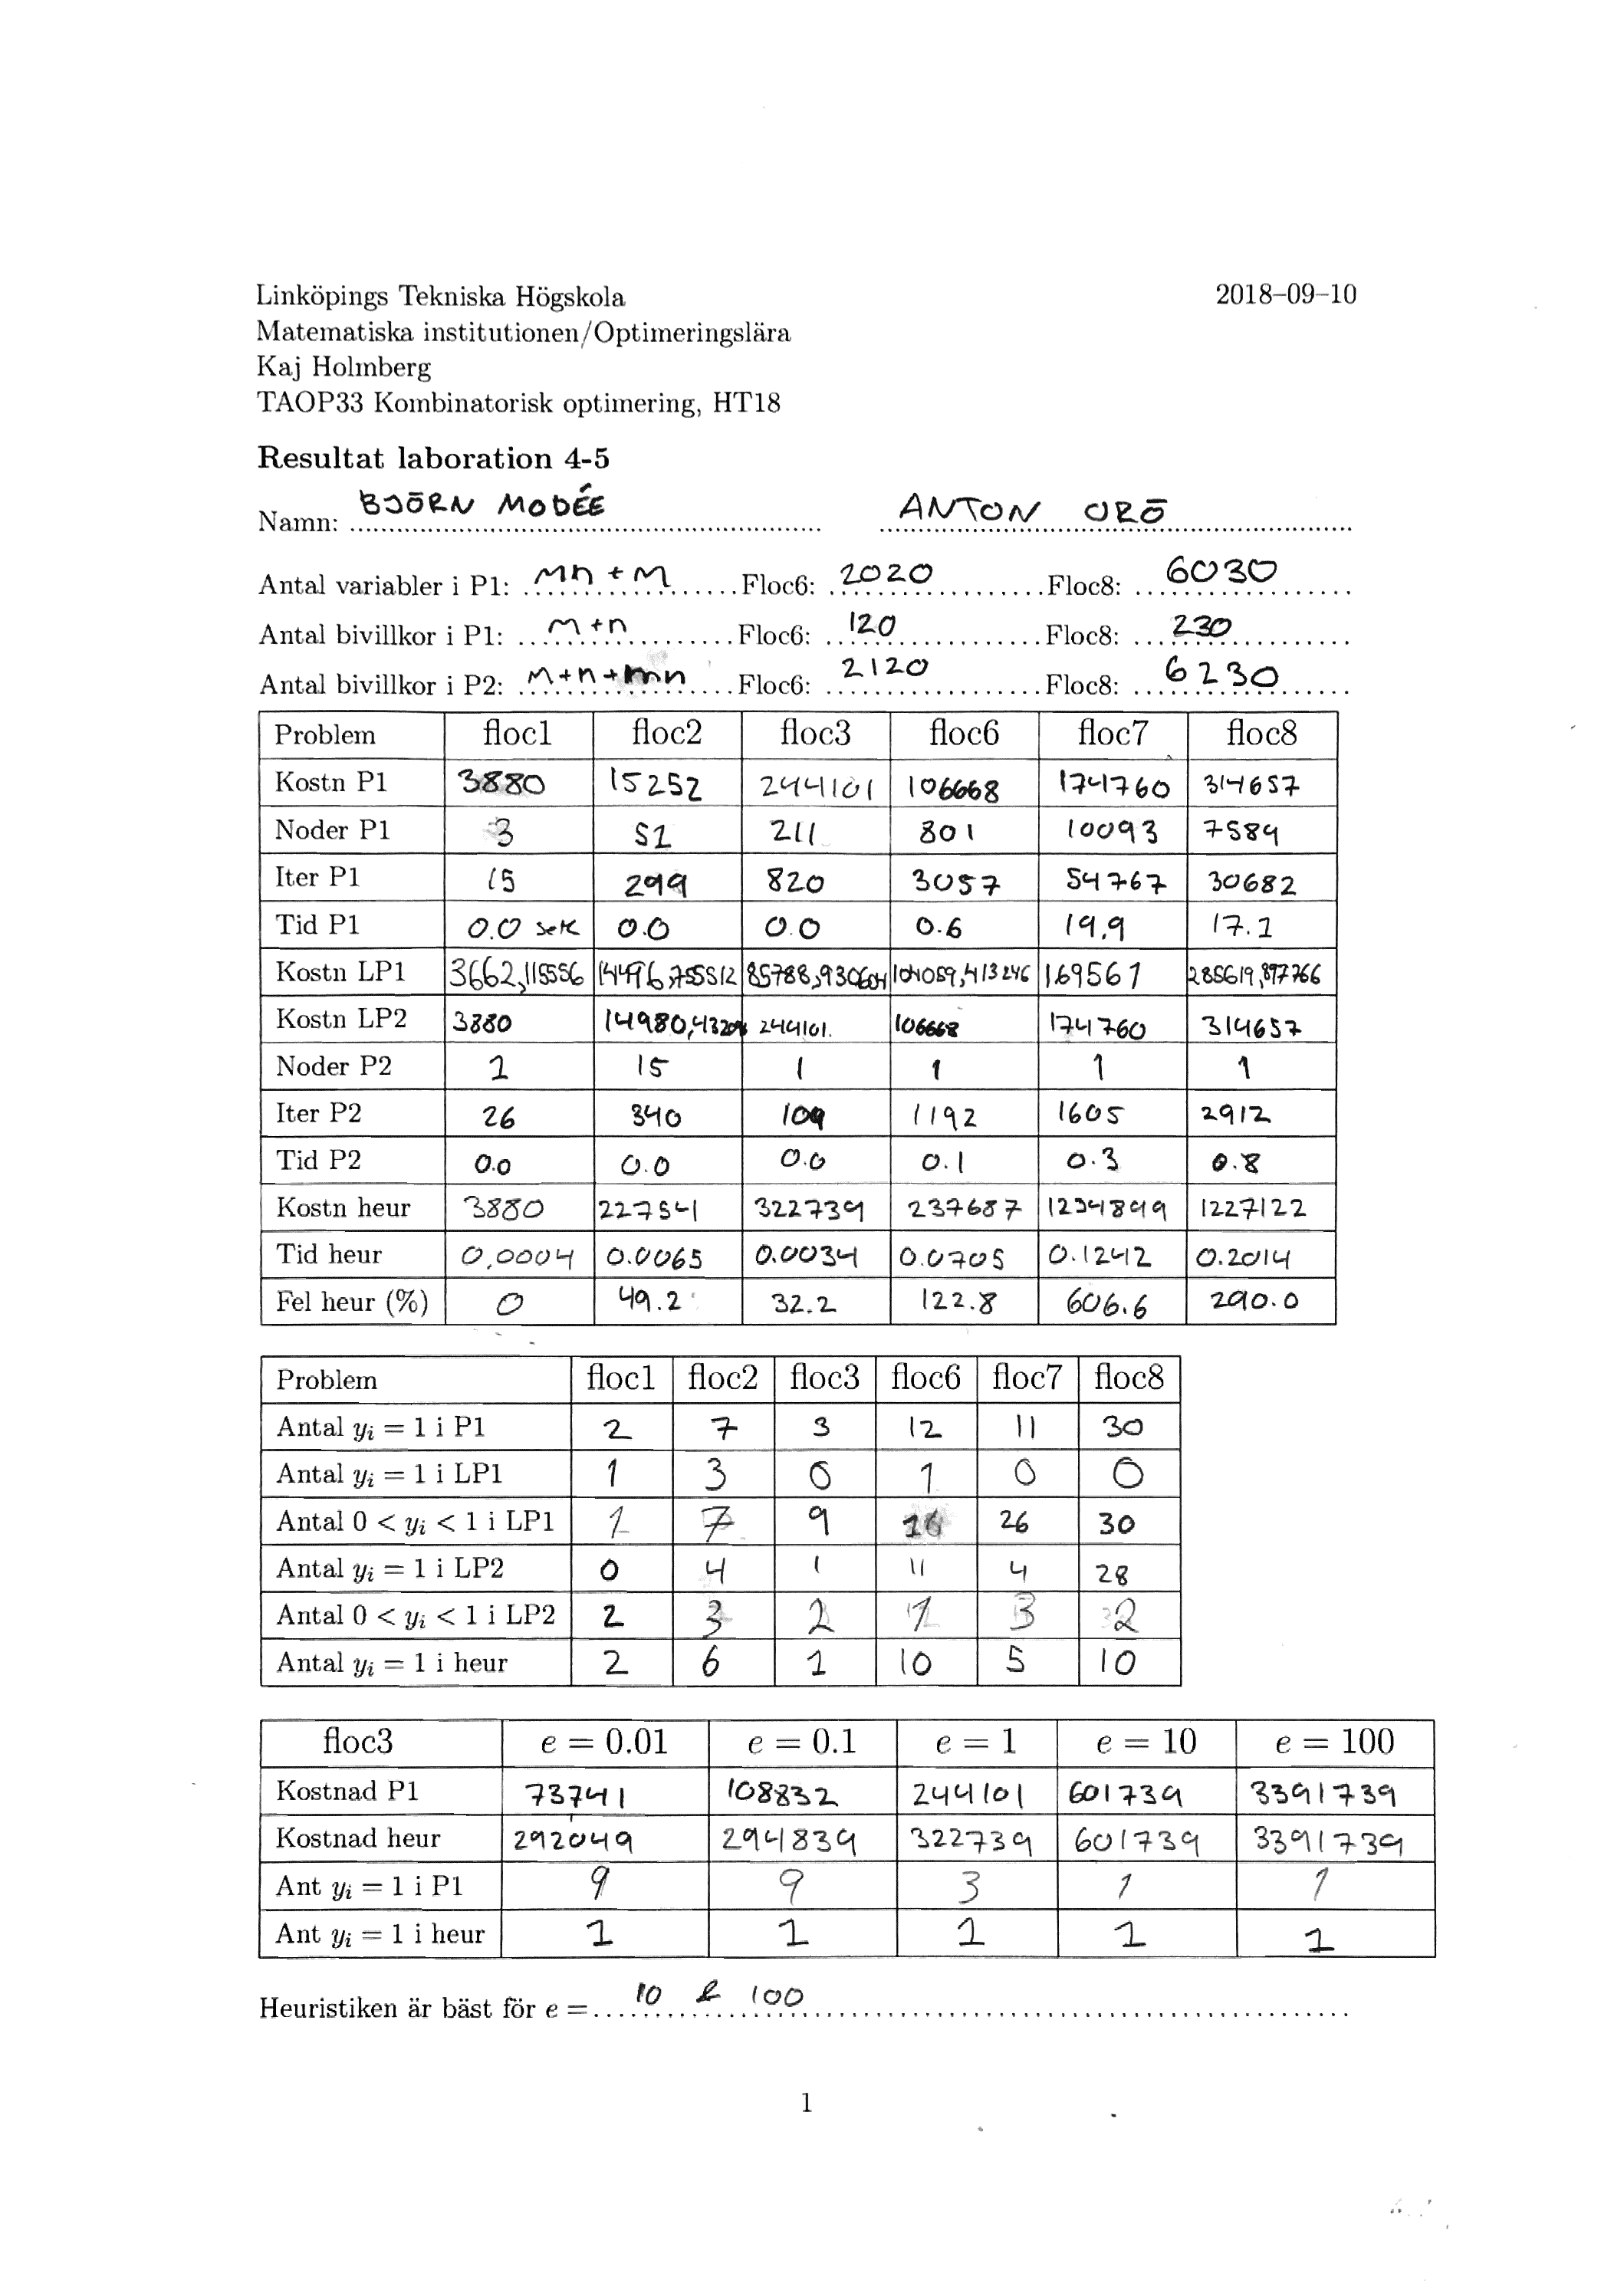 Linköpings Tekniska Högskola 2018–09–10
Matematiska institutionen/Optimeringslära
Kaj Holmberg
TAOP33 Kombinatorisk optimering, HT18
Resultat laboration 4-5
Namn: BJÖRN MODÉE ANTON ORÖ
Antal variabler i P1: mn+m Floc6: 2020 Floc8: 6030
Antal bivillkor i P1: m+n Floc6: 120 Floc8: 230
Antal bivillkor i P2: m+n+mn Floc6: 2120 Floc8: 6230
Problem floc1 floc2 floc3 floc6 floc7 floc8
Kostn P1 3880 15252 244101 106668 174760 314657
Noder P1 3 51 211 801 10093 7589
Iter P1 15 299 820 3057 54767 30682
Tid P1 0.0 sek 0.0 0.0 0.6 19.9 17.1
Kostn LP1 3662,115556 14496,755512 85788,930604 104059,413246 169561 285619,897766
Kostn LP2 3880 14980,43204 244101. 106668 174760 314657
Noder P2 1 15 1 1 1 1
Iter P2 26 340 109 1192 1605 2912
Tid P2 0.0 0.0 0.0 0.1 0.3 0.8
Kostn heur 3880 227541 322739 237687 1234899 1227122
Tid heur 0,0004 0.0065 0.0034 0.0705 0.1242 0.2014
Fel heur (%) 0 49.2 32.2 122.8 606.6 290.0
Problem floc1 floc2 floc3 floc6 floc7 floc8
Antal yi = 1 i P1 2 7 3 12 11 30
Antal yi = 1 i LP1 1 3 0 1 0 0
Antal 0 < yi < 1 i LP1 1 7 9 26 30
Antal yi = 1 i LP2 0 4 1 11 4 28
Antal 0 < yi < 1 i LP2 2 3 2 1 3 2
Antal yi = 1 i heur 2 6 1 10 5 10
floc3 e = 0.01 e = 0.1 e = 1 e = 10 e = 100
Kostnad P1 73741 108832 244101 601739 3391739
Kostnad heur 292049 294839 322739 601739 3391739
Ant yi = 1 i P1 9 9 3 1 1
Ant yi = 1 i heur 1 1 1 1 1
Heuristiken är bäst för e = 10 & 100
1